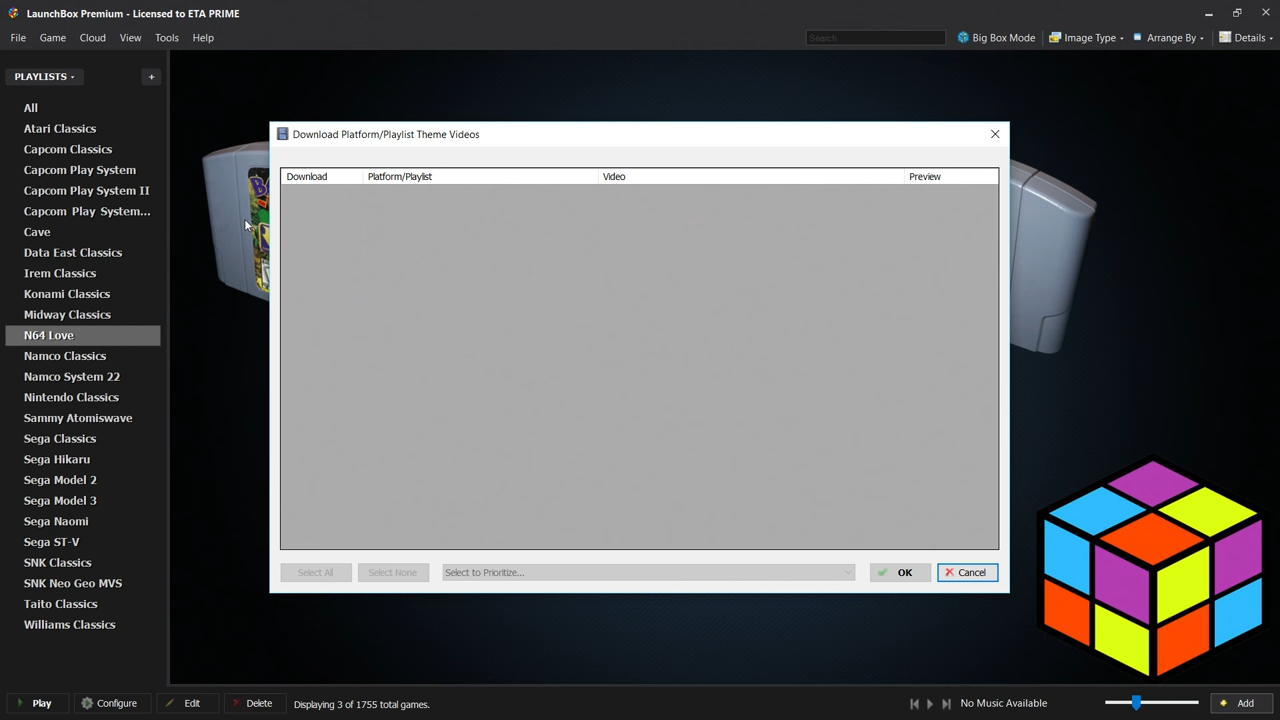 LaunchBox Premium - Licensed to ETA PRIME
File Game Cloud View Tools Help
Search
Big Box Mode
Image Type
Arrange By
Details
PLAYLISTS
+
All
Atari Classics
Capcom Classics
Capcom Play System
Capcom Play System II
Capcom Play System...
Cave
Data East Classics
Irem Classics
Konami Classics
Midway Classics
N64 Love
Namco Classics
Namco System 22
Nintendo Classics
Sammy Atomiswave
Sega Classics
Sega Hikaru
Sega Model 2
Sega Model 3
Sega Naomi
Sega ST-V
SNK Classics
SNK Neo Geo MVS
Taito Classics
Williams Classics
Download Platform/Playlist Theme Videos
Download Platform/Playlist Video Preview
Select All
Select None
Select to Prioritize...
OK
Cancel
Play
Configure
Edit
Delete
Displaying 3 of 1755 total games.
No Music Available
Add